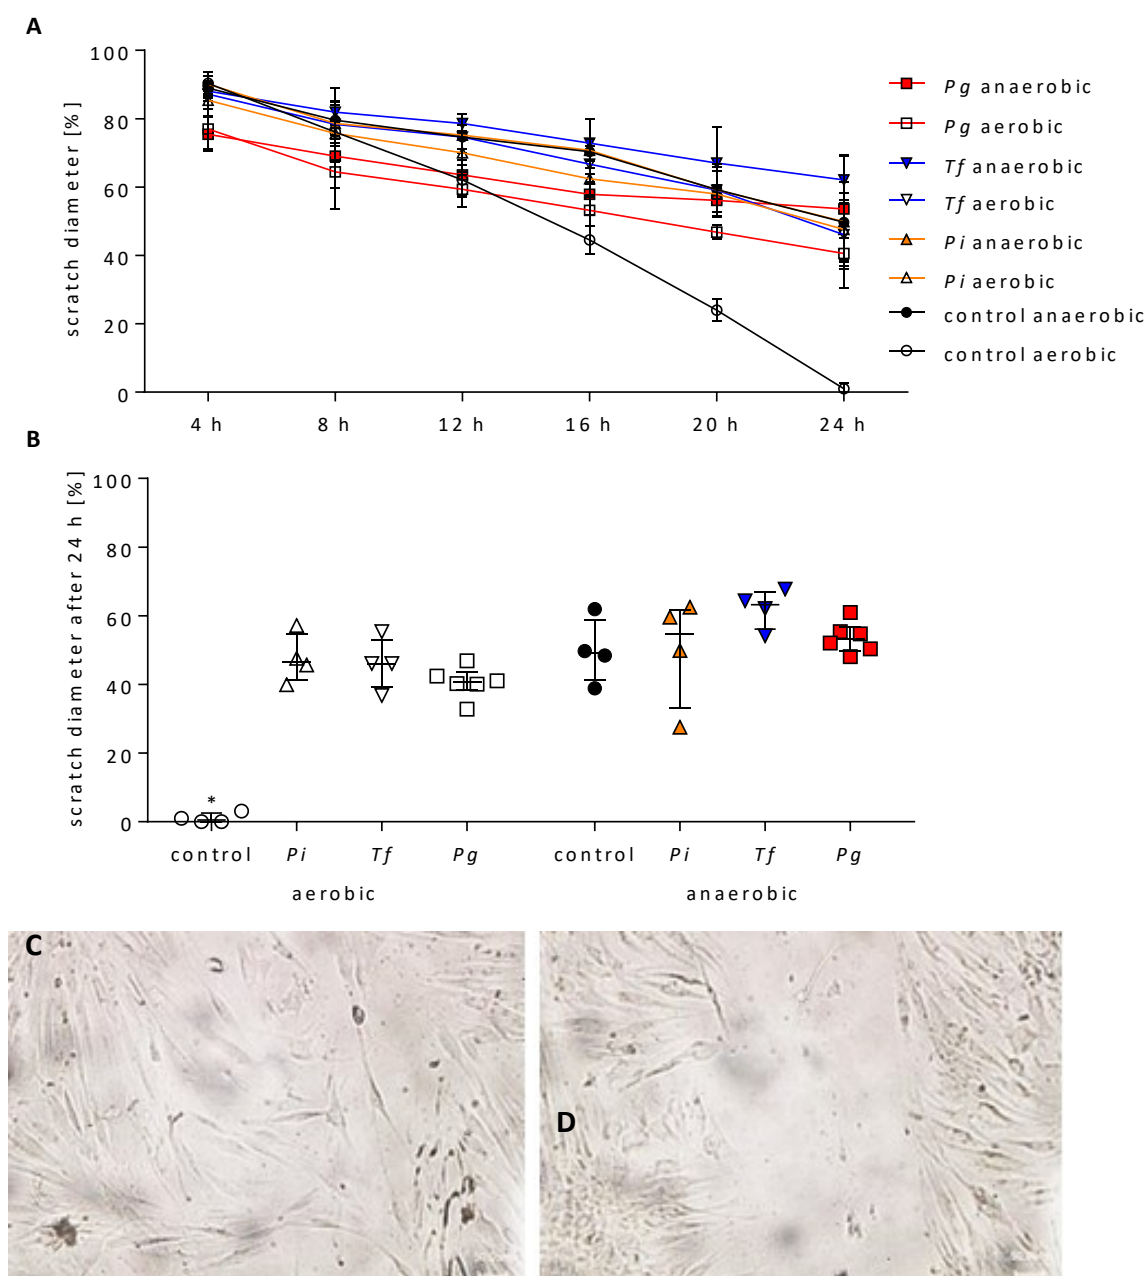 A
100
80
60
40
20
0
scratch diameter [%]
4 h 8 h 12 h 16 h 20 h 24 h
Pg anaerobic
Pg aerobic
Tf anaerobic
Tf aerobic
Pi anaerobic
Pi aerobic
control anaerobic
control aerobic
B
100
80
60
40
20
0
scratch diameter after 24 h [%]
*
control Pi Tf Pg control Pi Tf Pg
aerobic anaerobic
C
D